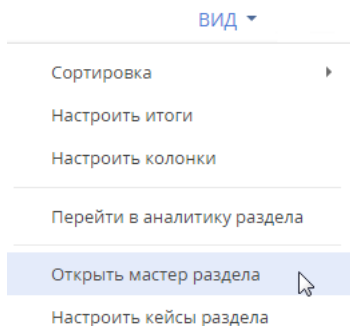 ВИД
Сортировка
Настроить итоги
Настроить колонки
Перейти в аналитику раздела
Открыть мастер раздела
Настроить кейсы раздела